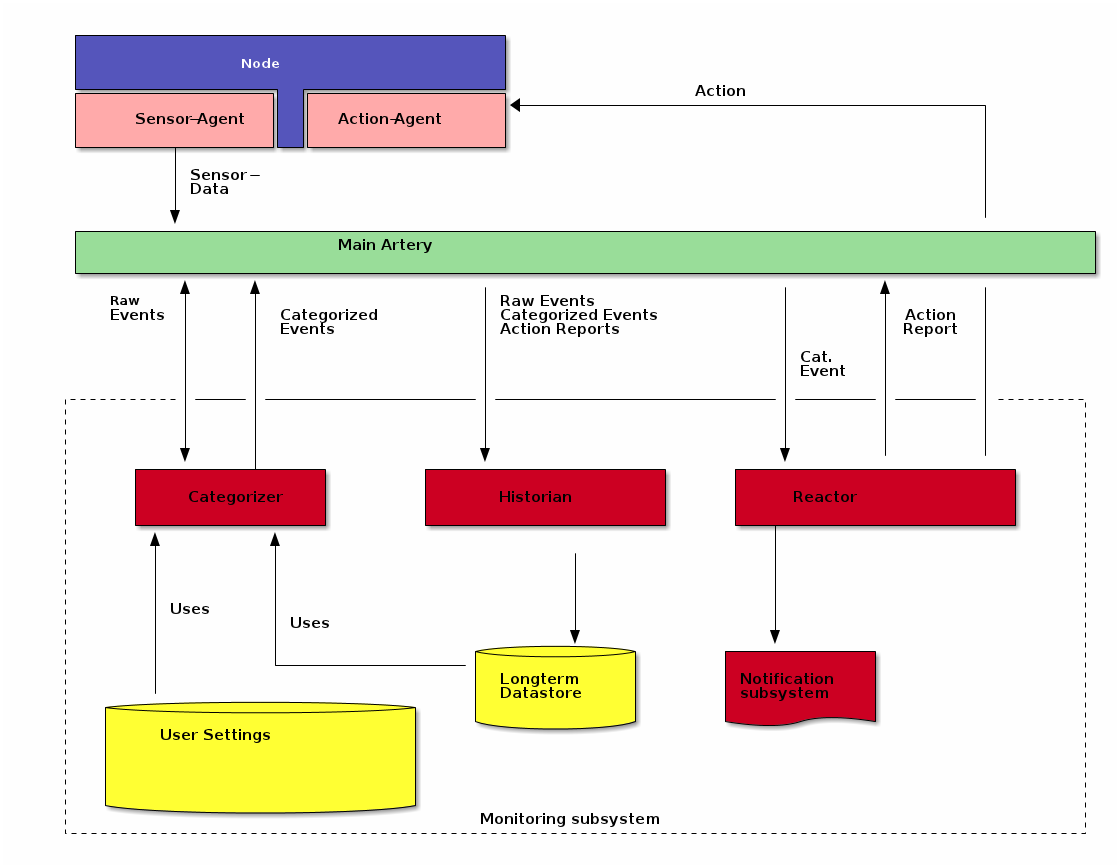 Node
Sensor-Agent
Action-Agent
Action
Sensor-
Data
Main Artery
Raw
Events
Categorized
Events
Raw Events
Categorized Events
Action Reports
Cat.
Event
Action
Report
Categorizer
Historian
Reactor
Uses
Uses
Longterm
Datastore
Notification
subsystem
User Settings
Monitoring subsystem